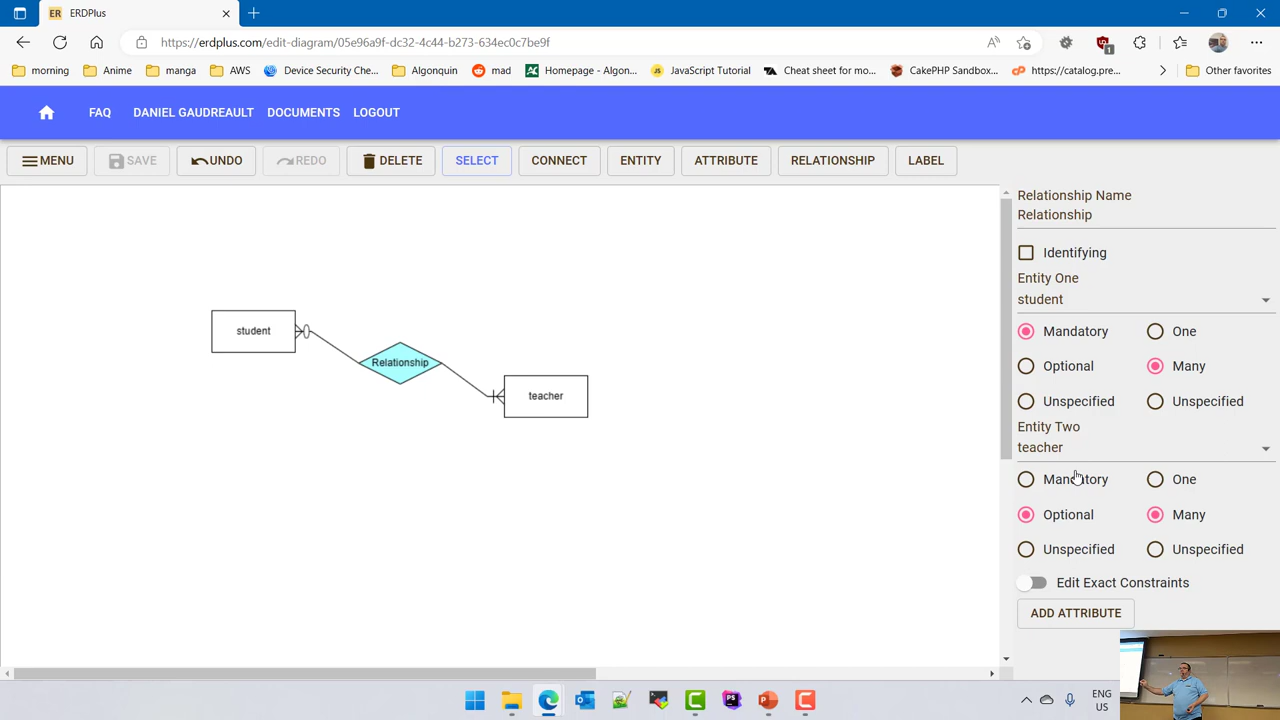 ERDPlus
https://erdplus.com/edit-diagram/05e96a9f-dc32-4c44-b273-634ec0c7be9f
morning
Anime
manga
AWS
Device Security Che...
Algonquin
mad
Homepage - Algon...
JavaScript Tutorial
Cheat sheet for mo...
CakePHP Sandbox...
https://catalog.pre...
Other favorites
FAQ
DANIEL GAUDREAULT
DOCUMENTS
LOGOUT
MENU
SAVE
UNDO
REDO
DELETE
SELECT
CONNECT
ENTITY
ATTRIBUTE
RELATIONSHIP
LABEL
student
Relationship
teacher
Relationship Name
Relationship
Identifying
Entity One
student
Mandatory
One
Optional
Many
Unspecified
Unspecified
Entity Two
teacher
Mandatory
One
Optional
Many
Unspecified
Unspecified
Edit Exact Constraints
ADD ATTRIBUTE
ENG
US